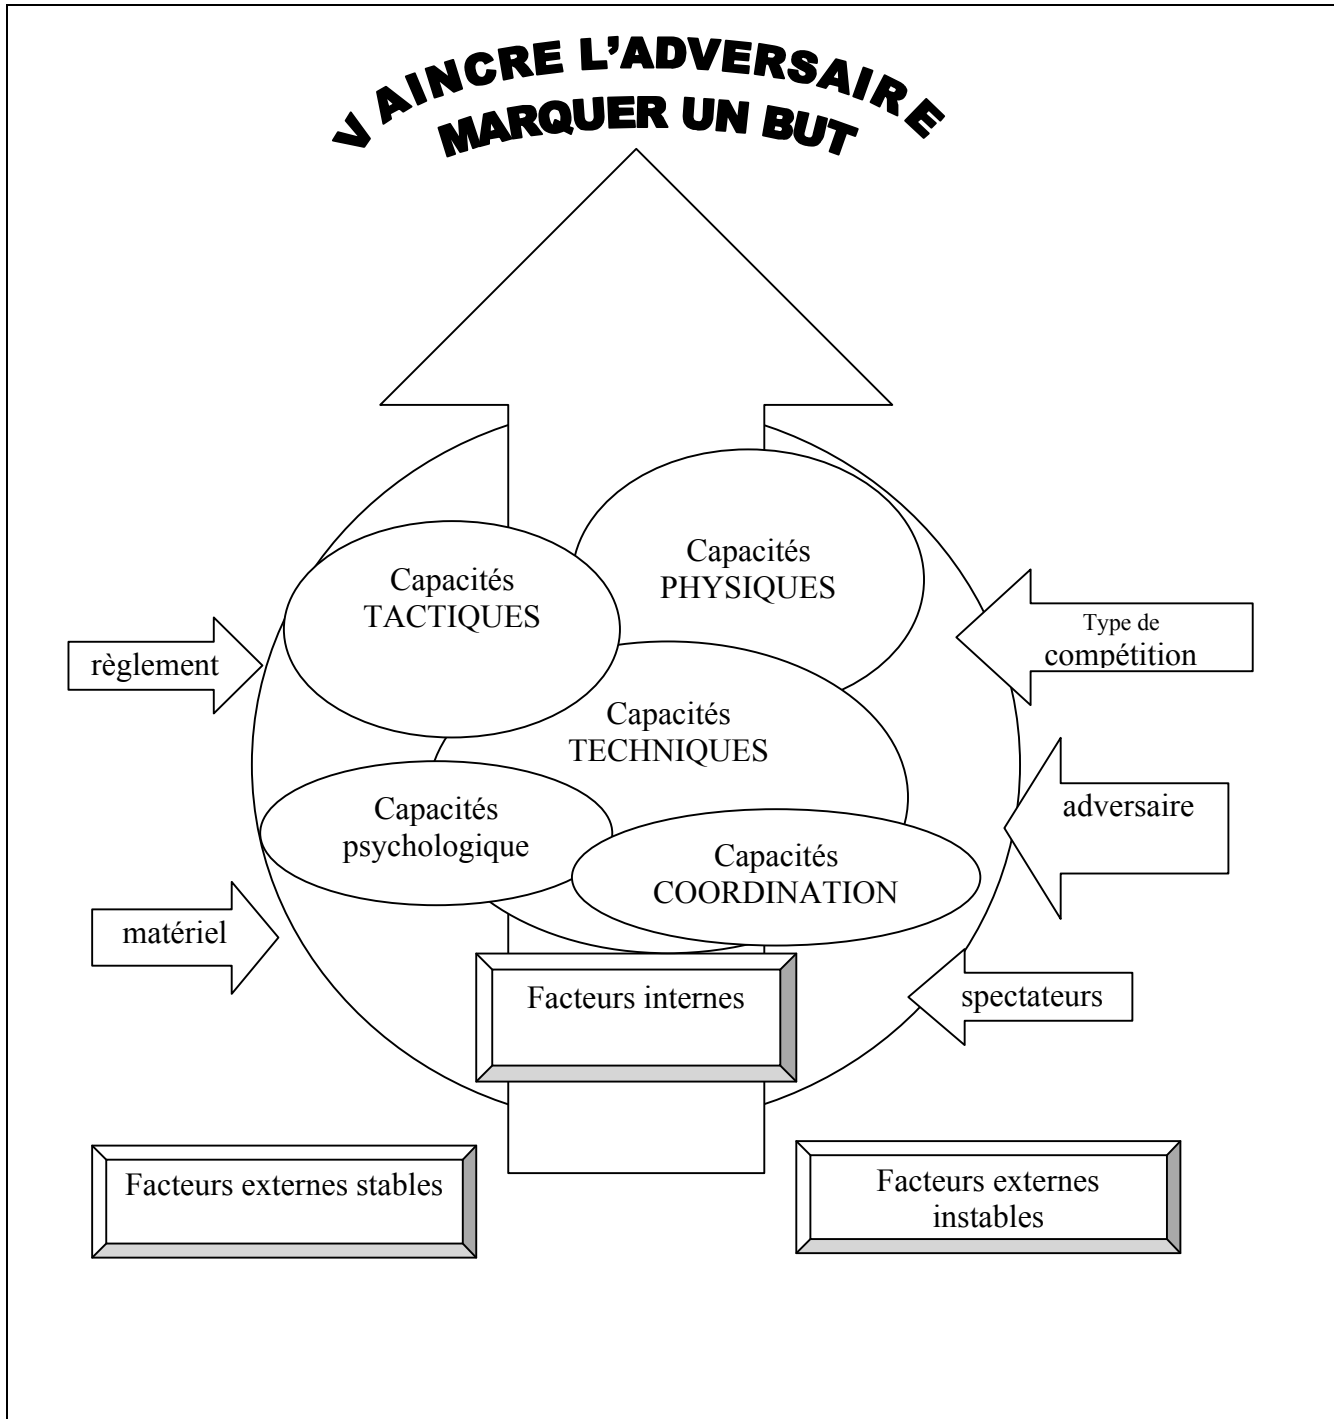 VAINCRE L’ADVERSAIRE
MARQUER UN BUT
Capacités
PHYSIQUES
Capacités
TACTIQUES
règlement
Type de
compétition
Capacités
TECHNIQUES
Capacités
psychologique
adversaire
Capacités
COORDINATION
matériel
Facteurs internes
spectateurs
Facteurs externes stables
Facteurs externes
instables